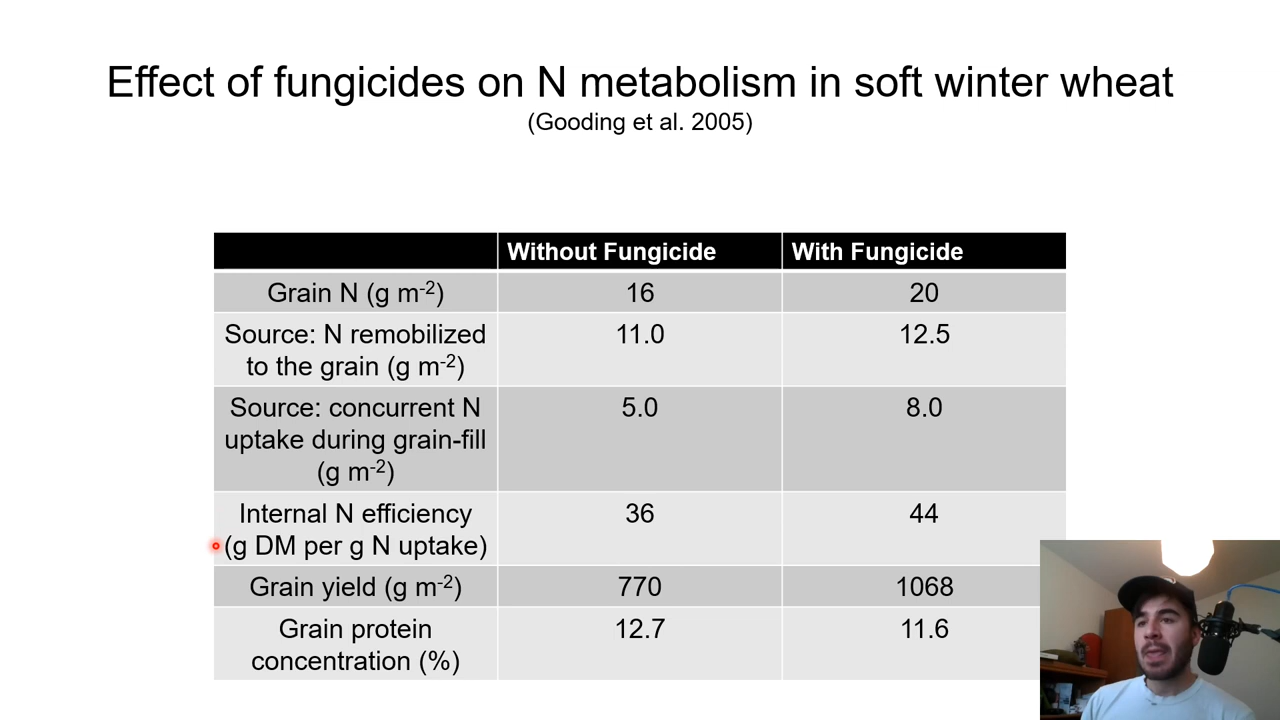 Effect of fungicides on N metabolism in soft winter wheat
(Gooding et al. 2005)
Without Fungicide With Fungicide
Grain N (g m-2) 16 20
Source: N remobilized 11.0 12.5
to the grain (g m-2)
Source: concurrent N 5.0 8.0
uptake during grain-fill
(g m-2)
Internal N efficiency 36 44
(g DM per g N uptake)
Grain yield (g m-2) 770 1068
Grain protein 12.7 11.6
concentration (%)